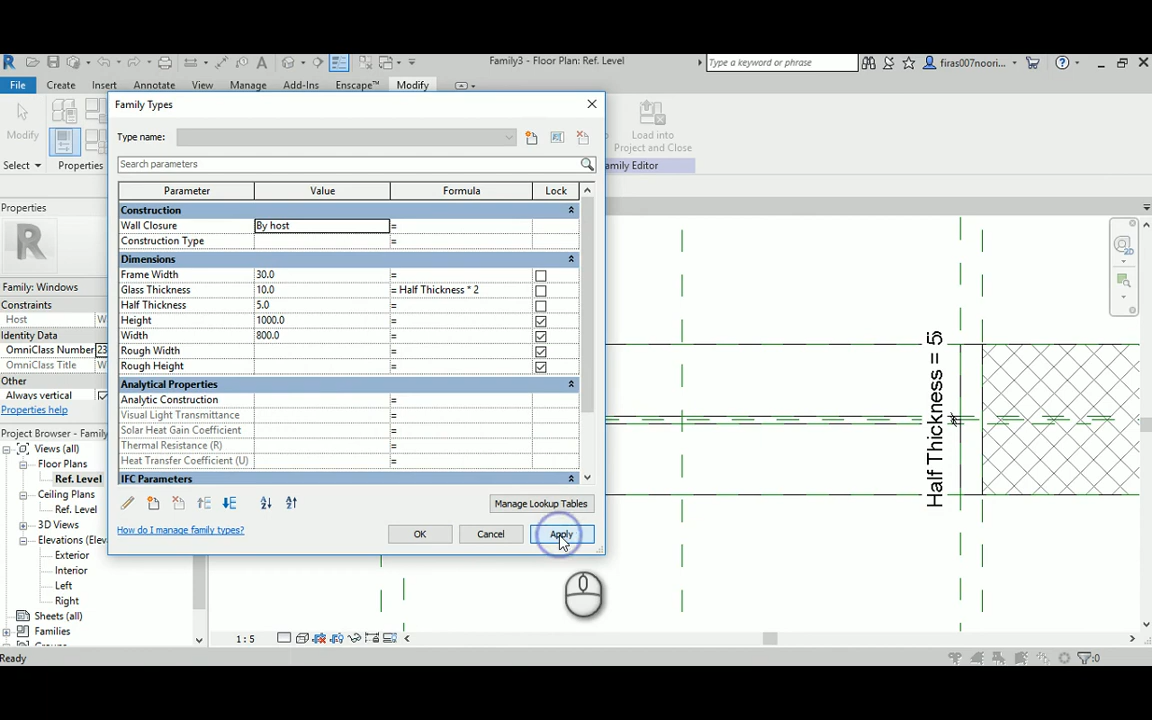 Family3 - Floor Plan: Ref. Level
Type a keyword or phrase
firas007noori...
File
Create
Insert
Annotate
View
Manage
Add-Ins
Enscape™
Modify
Family Types
Type name:
Search parameters
Parameter
Value
Formula
Lock
Construction
Wall Closure
By host
=
Construction Type
=
Dimensions
Frame Width
30.0
=
Glass Thickness
10.0
= Half Thickness * 2
Half Thickness
5.0
=
Height
1000.0
=
Width
800.0
=
Rough Width
=
Rough Height
=
Analytical Properties
Analytic Construction
=
Visual Light Transmittance
=
Solar Heat Gain Coefficient
=
Thermal Resistance (R)
=
Heat Transfer Coefficient (U)
=
IFC Parameters
Manage Lookup Tables
How do I manage family types?
OK
Cancel
Apply
Modify
Select
Properties
Load into
Project and Close
amily Editor
Properties
R
Family: Windows
Constraints
Host
W
Identity Data
OmniClass Number
23
OmniClass Title
W
Other
Always vertical
Properties help
Project Browser - Family
Views (all)
Floor Plans
Ref. Level
Ceiling Plans
Ref. Level
3D Views
Elevations (Elev
Exterior
Interior
Left
Right
Sheets (all)
Families
Half Thickness = 5
1:5
Ready
:0